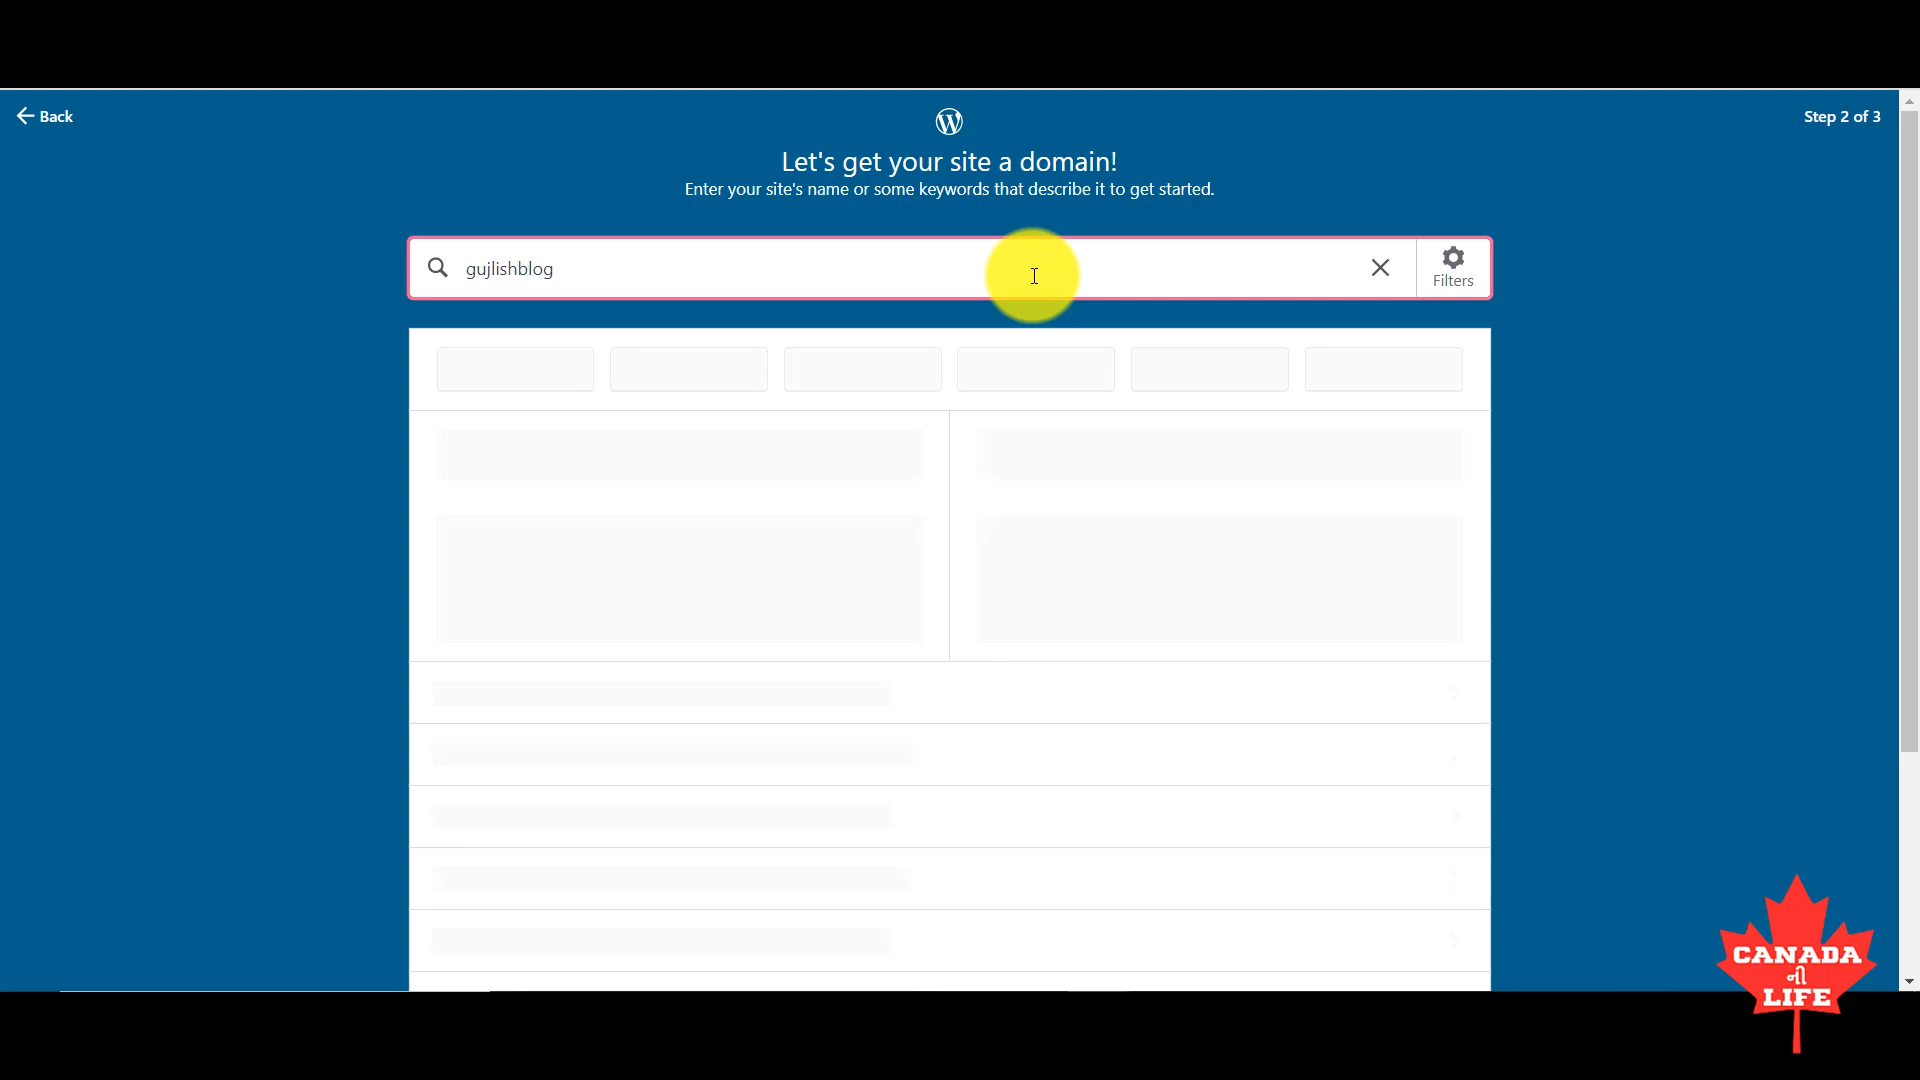 Back
Step 2 of 3
Let's get your site a domain!
Enter your site's name or some keywords that describe it to get started.
gujlishblog
Filters
CANADA
ની
LIFE